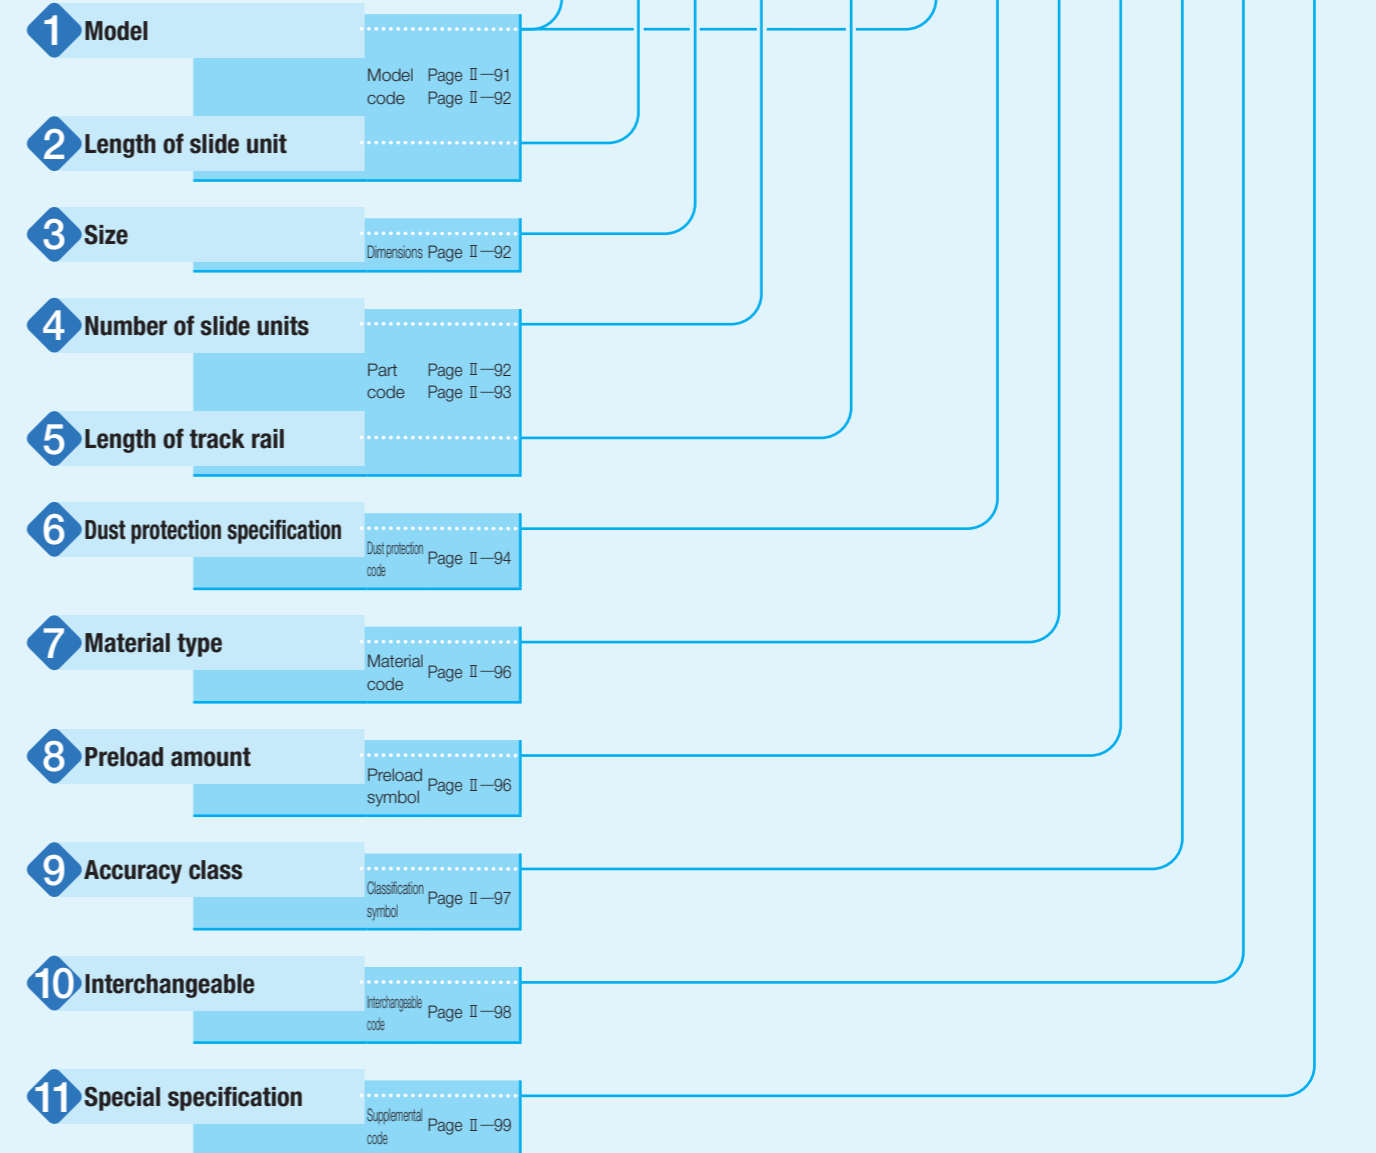 1 Model
Model Page Ⅱ—91
code Page Ⅱ—92
2 Length of slide unit
3 Size
Dimensions Page Ⅱ—92
4 Number of slide units
Part Page Ⅱ—92
code Page Ⅱ—93
5 Length of track rail
6 Dust protection specification
Dust protection
code
Page Ⅱ—94
7 Material type
Material
code
Page Ⅱ—96
8 Preload amount
Preload
symbol
Page Ⅱ—96
9 Accuracy class
Classification
symbol
Page Ⅱ—97
10 Interchangeable
Interchangeable
code
Page Ⅱ—98
11 Special specification
Supplemental
code
Page Ⅱ—99